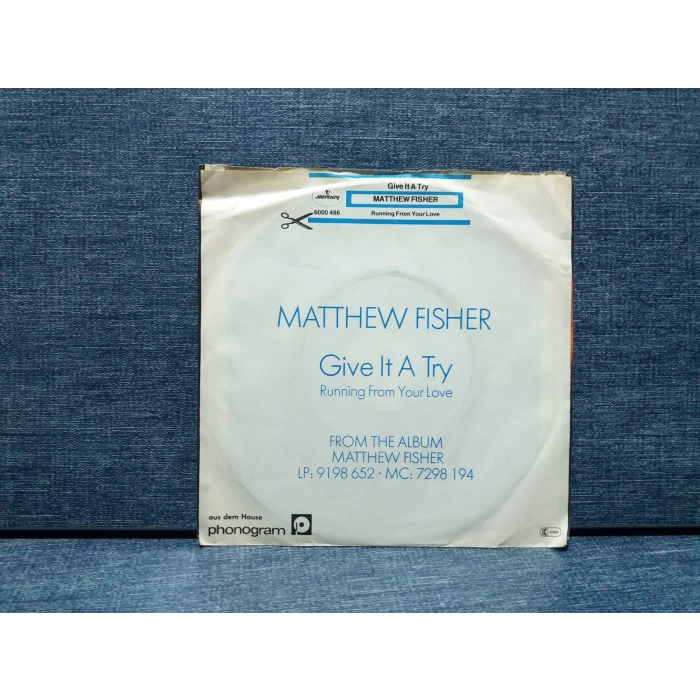 Give It A Try
mercury
MATTHEW FISHER
6000 486
Running From Your Love
MATTHEW FISHER
Give It A Try
Running From Your Love
FROM THE ALBUM
MATTHEW FISHER
LP: 9198 652 · MC: 7298 194
aus dem Hause
phonogram